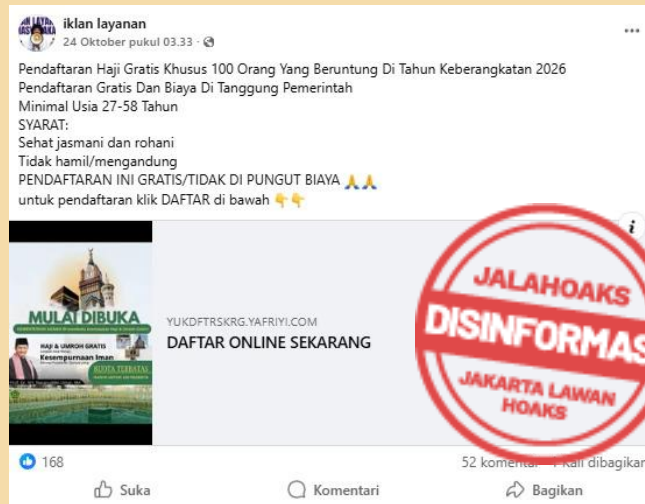 iklan layanan
24 Oktober pukul 03.33 ·
Pendaftaran Haji Gratis Khusus 100 Orang Yang Beruntung Di Tahun Keberangkatan 2026
Pendaftaran Gratis Dan Biaya Di Tanggung Pemerintah
Minimal Usia 27-58 Tahun
SYARAT:
Sehat jasmani dan rohani
Tidak hamil/mengandung
PENDAFTARAN INI GRATIS/TIDAK DI PUNGUT BIAYA 🙏🙏
untuk pendaftaran klik DAFTAR di bawah 👇👇
MULAI DIBUKA
HAJI & UMROH GRATIS
Kesempurnaan Iman
KUOTA TERBATAS
YUKDFTRSKRG.YAFRIYI.COM
DAFTAR ONLINE SEKARANG
JALAHOAKS
DISINFORMAS
JAKARTA LAWAN
HOAKS
168
52 komentar
kali dibagikan
Suka
Komentari
Bagikan